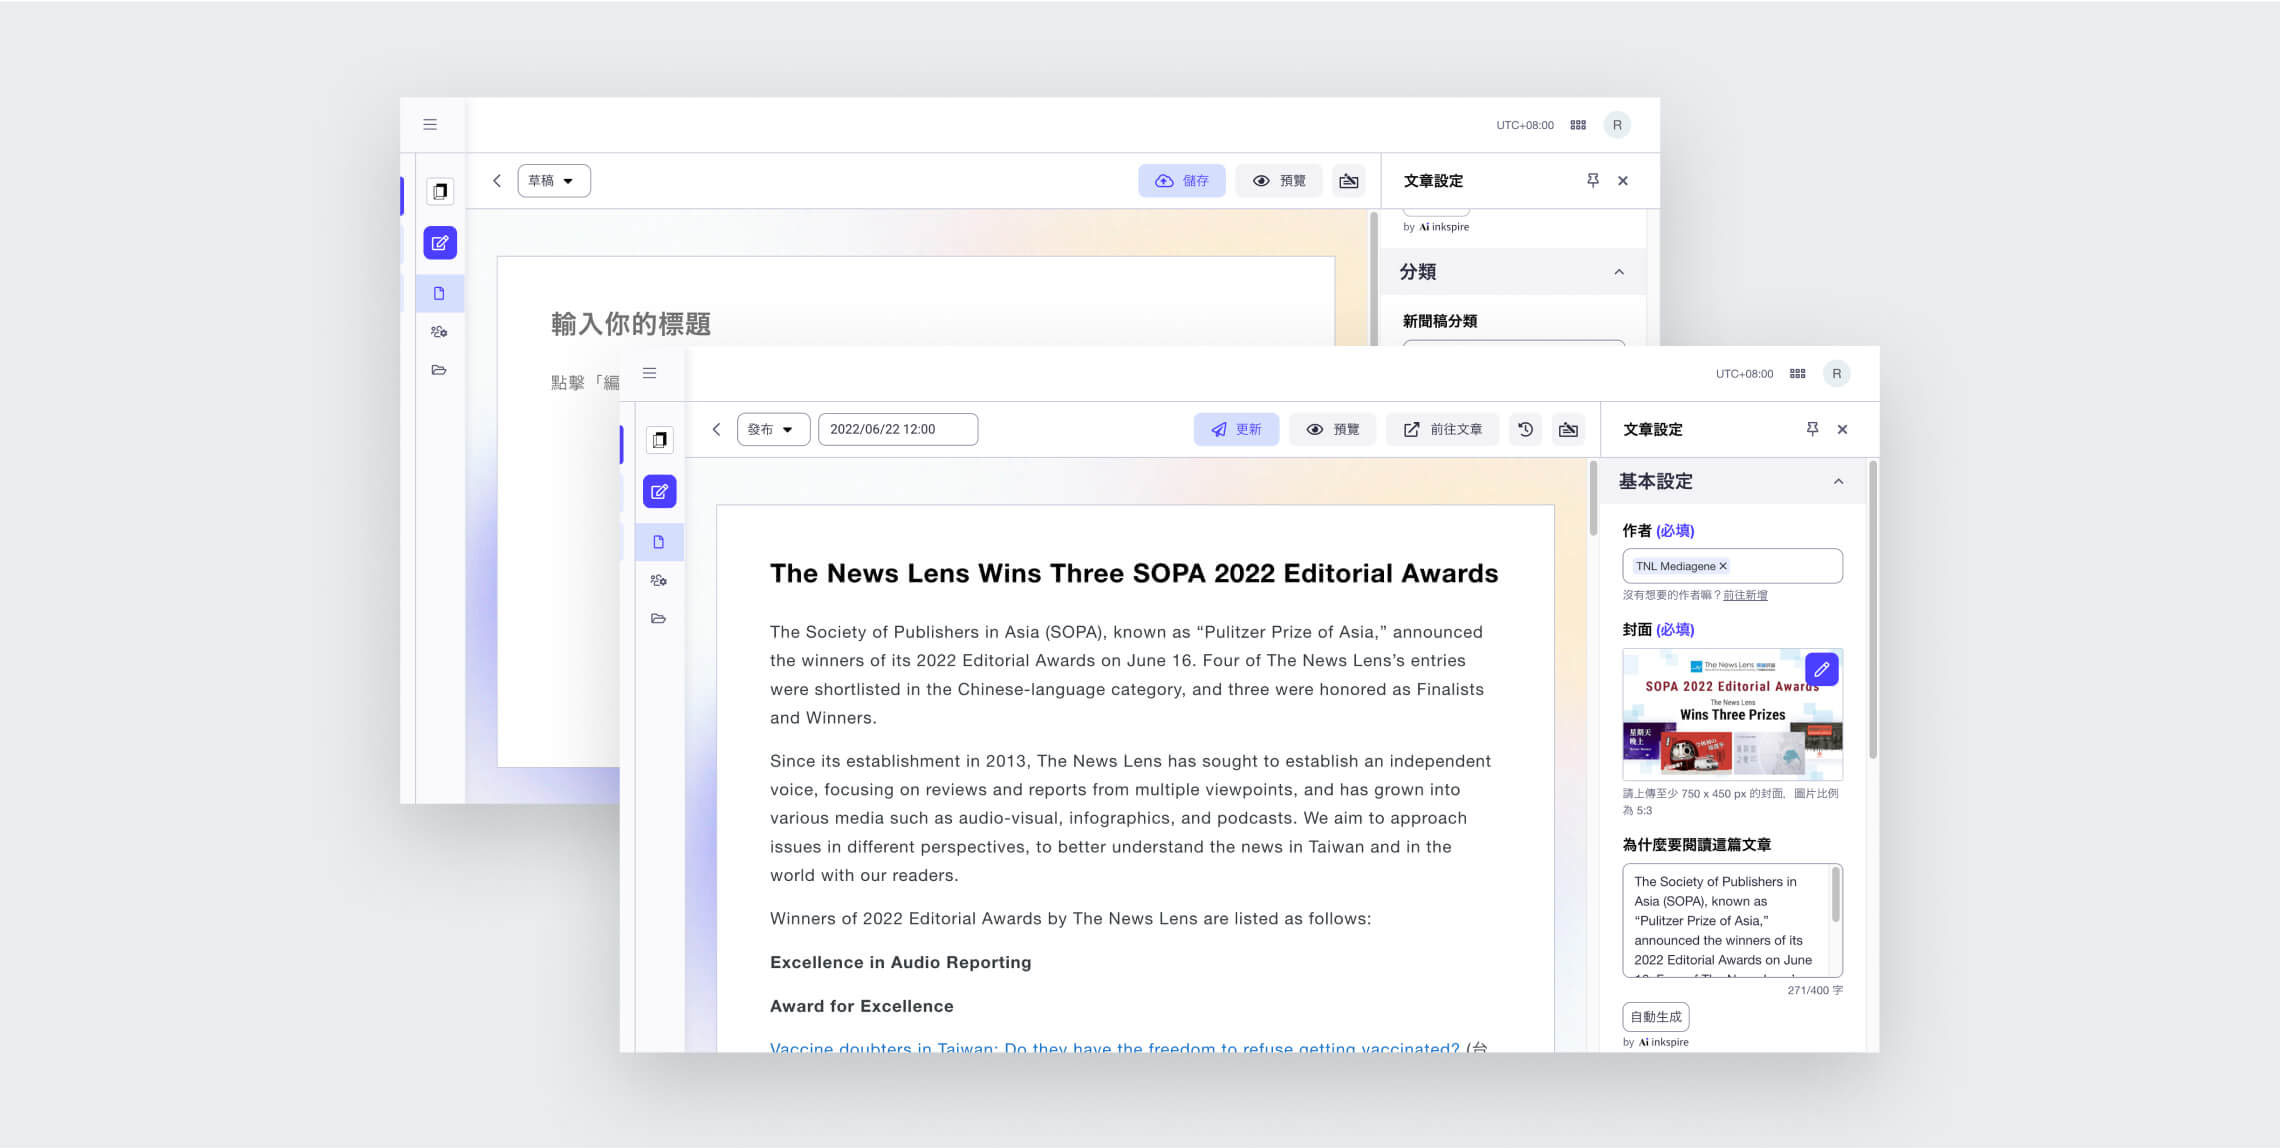 UTC+08:00
R
草稿
儲存
預覽
文章設定
by Ai inkspire
分類
新聞稿分類
輸入你的標題
點擊「編
UTC+08:00
R
發布
2022/06/22 12:00
更新
預覽
前往文章
文章設定
The News Lens Wins Three SOPA 2022 Editorial Awards
The Society of Publishers in Asia (SOPA), known as “Pulitzer Prize of Asia,” announced
the winners of its 2022 Editorial Awards on June 16. Four of The News Lens’s entries
were shortlisted in the Chinese-language category, and three were honored as Finalists
and Winners.
Since its establishment in 2013, The News Lens has sought to establish an independent
voice, focusing on reviews and reports from multiple viewpoints, and has grown into
various media such as audio-visual, infographics, and podcasts. We aim to approach
issues in different perspectives, to better understand the news in Taiwan and in the
world with our readers.
Winners of 2022 Editorial Awards by The News Lens are listed as follows:
Excellence in Audio Reporting
Award for Excellence
Vaccine doubters in Taiwan: Do they have the freedom to refuse getting vaccinated? (台
基本設定
作者 (必填)
TNL Mediagene ×
沒有想要的作者嘛？前往新增
封面 (必填)
The News Lens
SOPA 2022 Editorial Awards
The News Lens
Wins Three Prizes
星期天
晚上
請上傳至少 750 x 450 px 的封面，圖片比例
為 5:3
為什麼要閱讀這篇文章
The Society of Publishers in
Asia (SOPA), known as
“Pulitzer Prize of Asia,”
announced the winners of its
2022 Editorial Awards on June
271/400 字
自動生成
by Ai inkspire